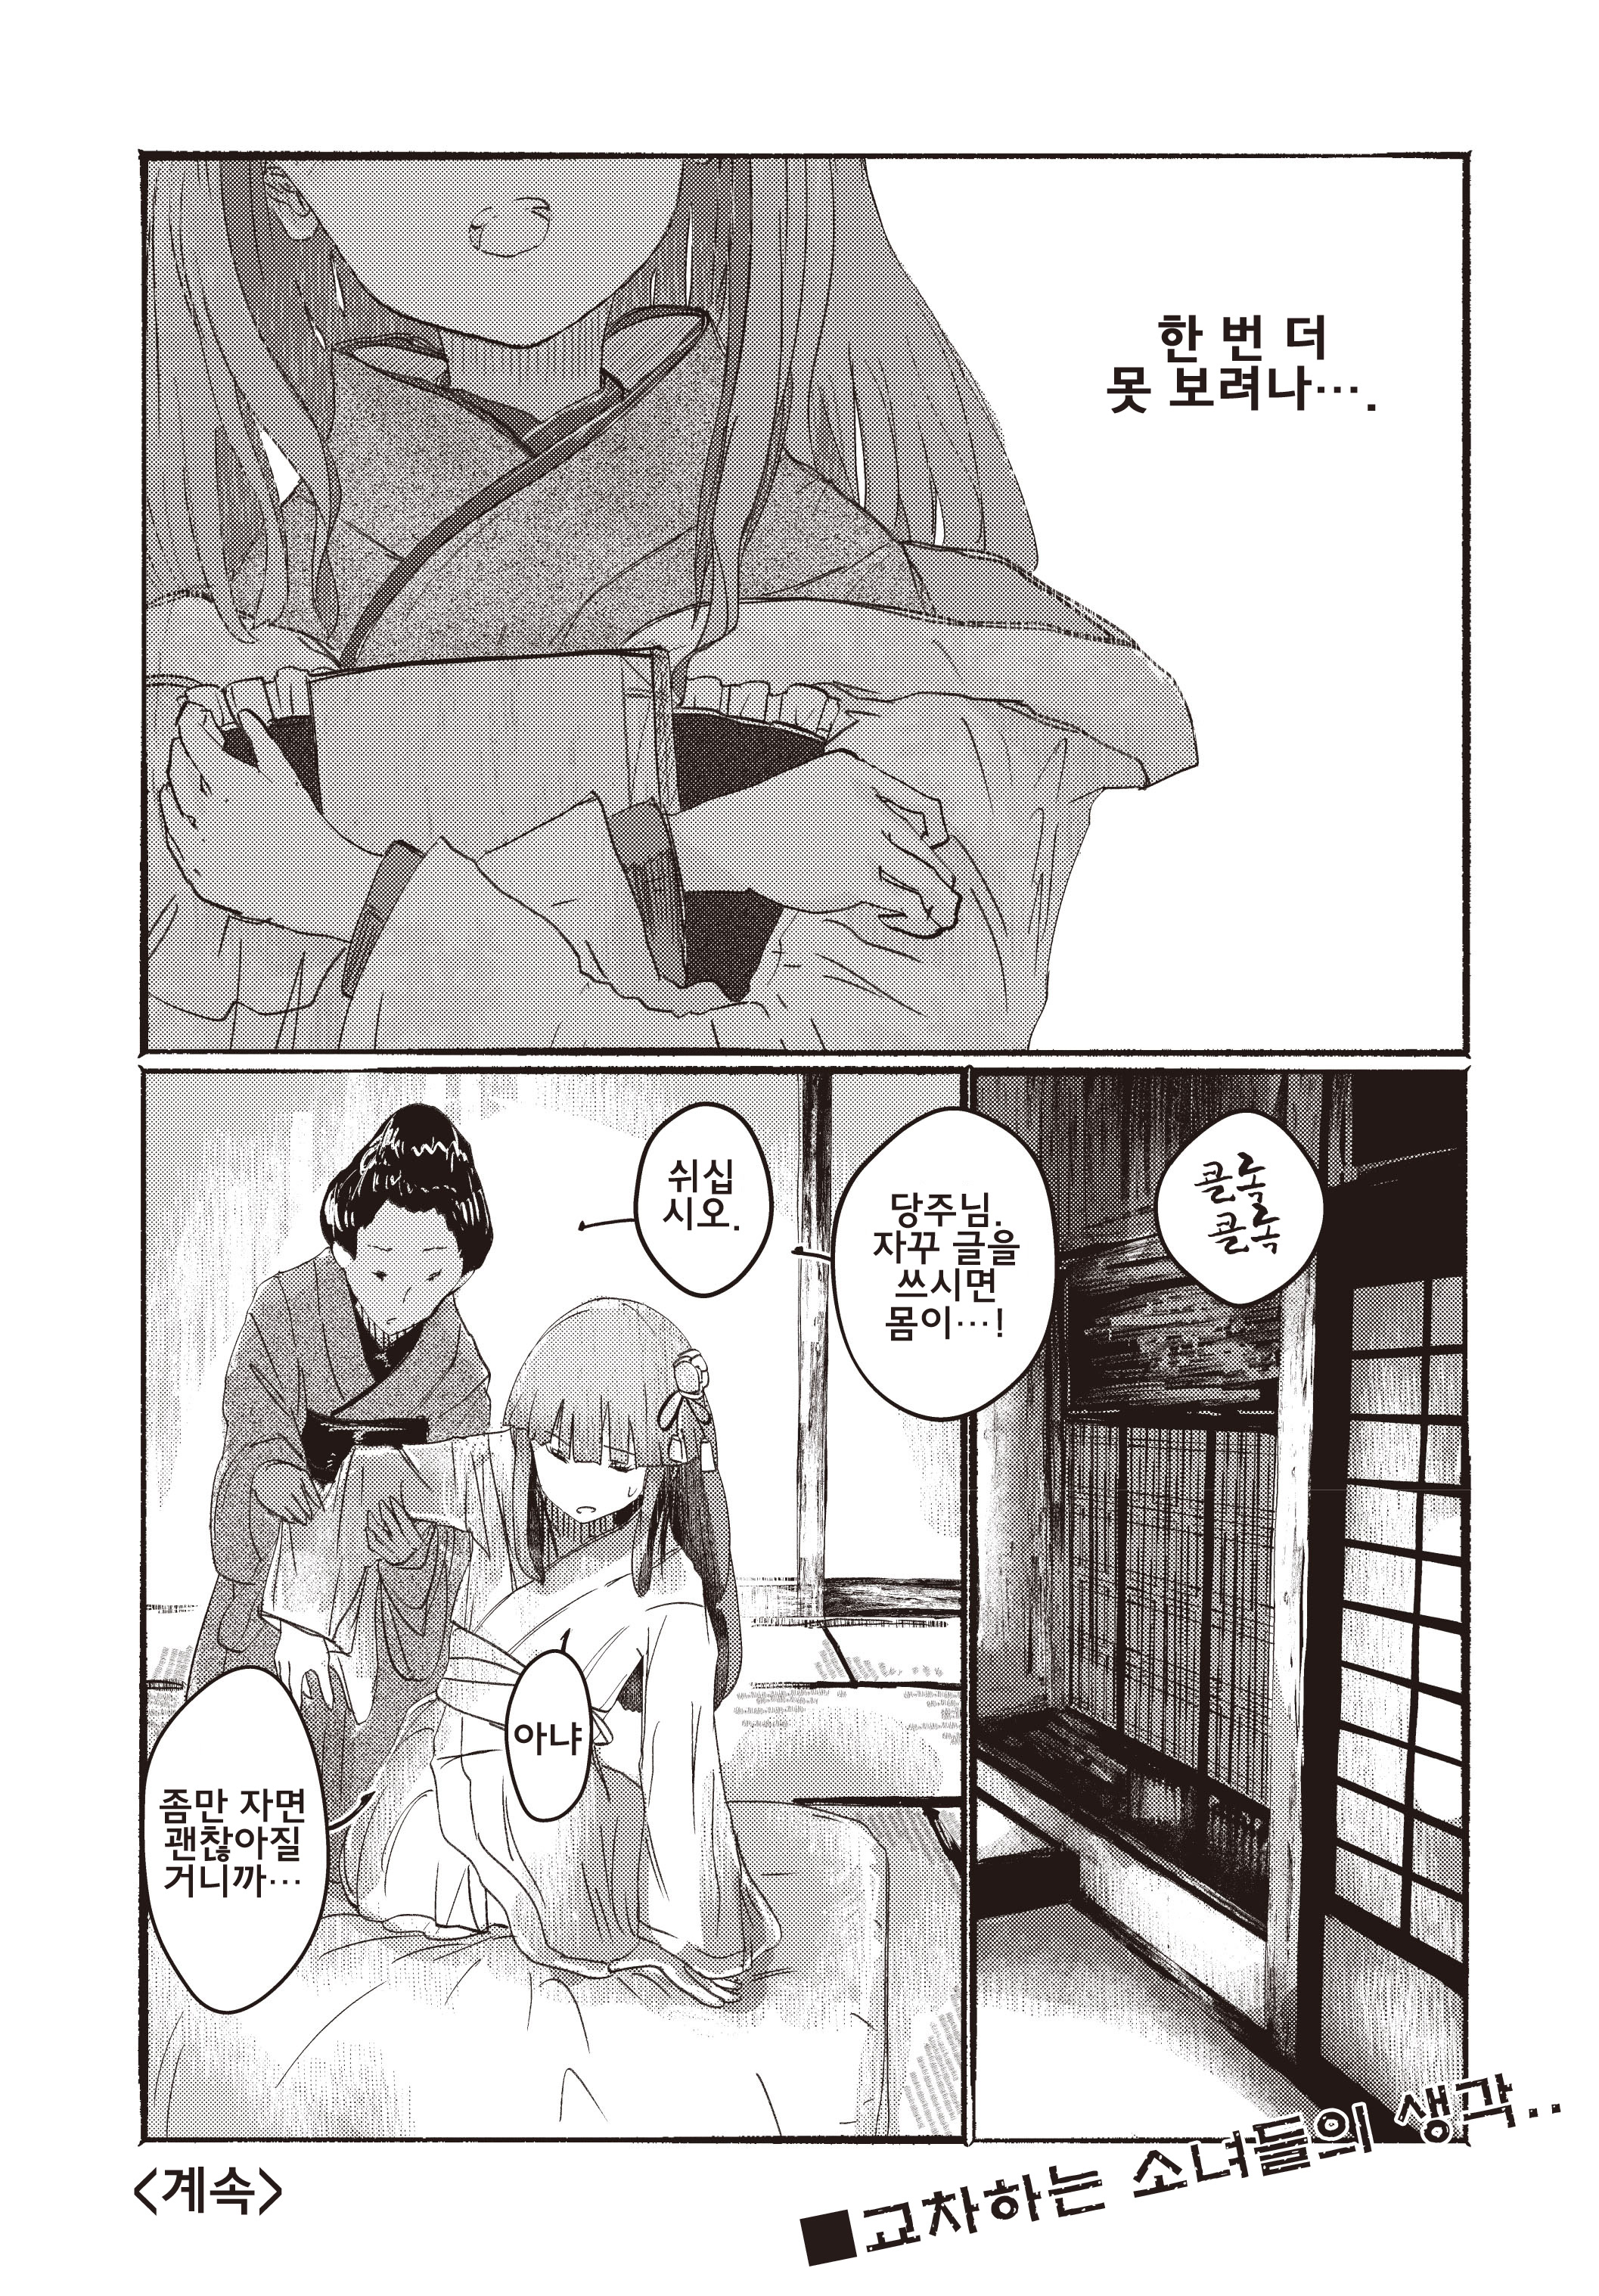 한 번 더
못 보려나….
콜록
콜록
당주님.
자꾸 글을
쓰시면
몸이…!
쉬십
시오.
아냐
좀만 자면
괜찮아질
거니까…
■교차하는 소녀들의 생각..
<계속>